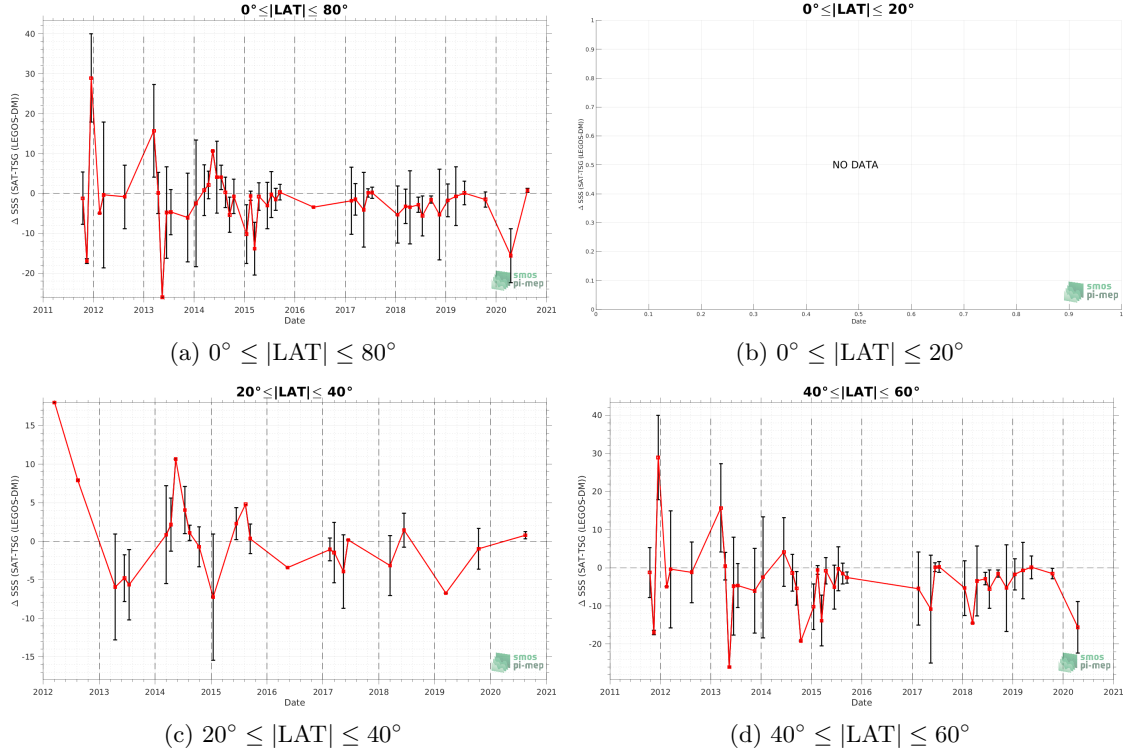 0°≤|LAT|≤ 80°
Δ SSS (SAT-TSG (LEGOS-DM))
40
30
20
10
0
-10
-20
2011 2012 2013 2014 2015 2016 2017 2018 2019 2020 2021
Date
smos
pi-mep
(a) 0° ≤ |LAT| ≤ 80°
0°≤|LAT|≤ 20°
Δ SSS (SAT-TSG (LEGOS-DM))
1
0.9
0.8
0.7
0.6
0.5
0.4
0.3
0.2
0.1
0
NO DATA
0 0.1 0.2 0.3 0.4 0.5 0.6 0.7 0.8 0.9 1
Date
smos
pi-mep
(b) 0° ≤ |LAT| ≤ 20°
20°≤|LAT|≤ 40°
Δ SSS (SAT-TSG (LEGOS-DM))
15
10
5
0
-5
-10
-15
2012 2013 2014 2015 2016 2017 2018 2019 2020 2021
Date
smos
pi-mep
(c) 20° ≤ |LAT| ≤ 40°
40°≤|LAT|≤ 60°
Δ SSS (SAT-TSG (LEGOS-DM))
40
30
20
10
0
-10
-20
2011 2012 2013 2014 2015 2016 2017 2018 2019 2020 2021
Date
smos
pi-mep
(d) 40° ≤ |LAT| ≤ 60°